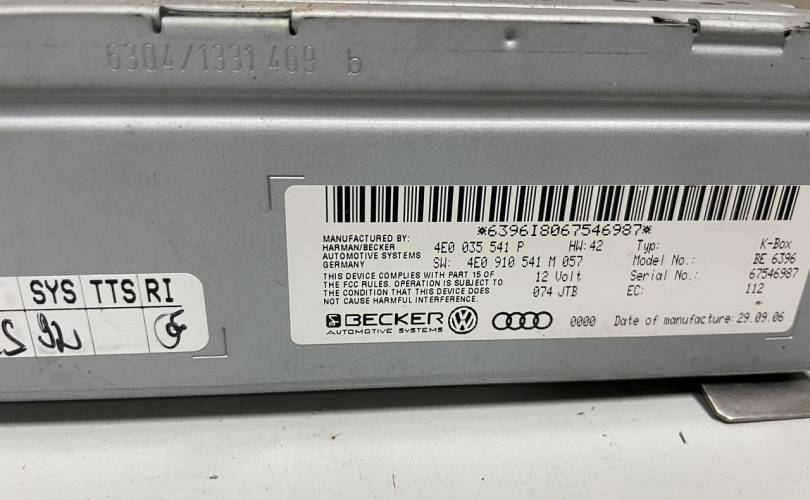 6304/1331.469 b
*6396I8067546987*
MANUFACTURED BY:
HARMAN/BECKER
AUTOMOTIVE SYSTEMS
GERMANY
4E0 035 541 P HW: 42 Typ: K-Box
SW: 4E0 910 541 M 057 Model No.: BE 6396
12 Volt Serial No.: 67546987
074 JTB EC: 112
THIS DEVICE COMPLIES WITH PART 15 OF
THE FCC RULES. OPERATION IS SUBJECT TO
THE CONDITION THAT THIS DEVICE DOES
NOT CAUSE HARMFUL INTERFERENCE.
BECKER
AUTOMOTIVE SYSTEMS
0000 Date of manufacture: 29.09.06
SYS TTS RI